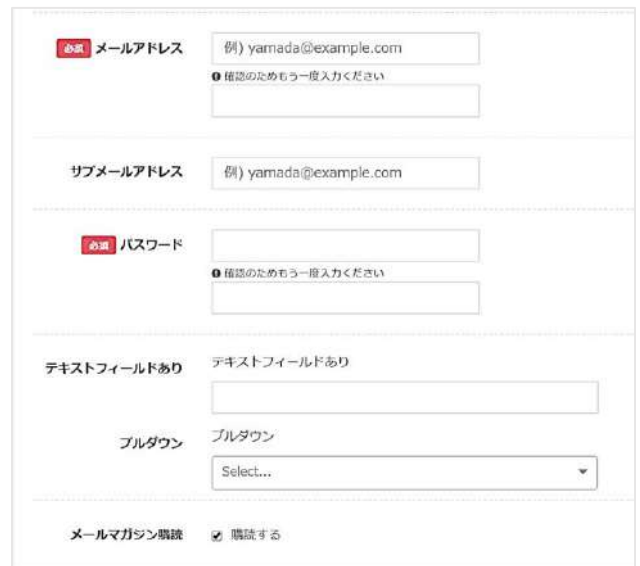 必須 メールアドレス 例) yamada@example.com
確認のためもう一度入力ください
サブメールアドレス 例) yamada@example.com
必須 パスワード
確認のためもう一度入力ください
テキストフィールドあり テキストフィールドあり
プルダウン プルダウン
Select...
メールマガジン購読 購読する